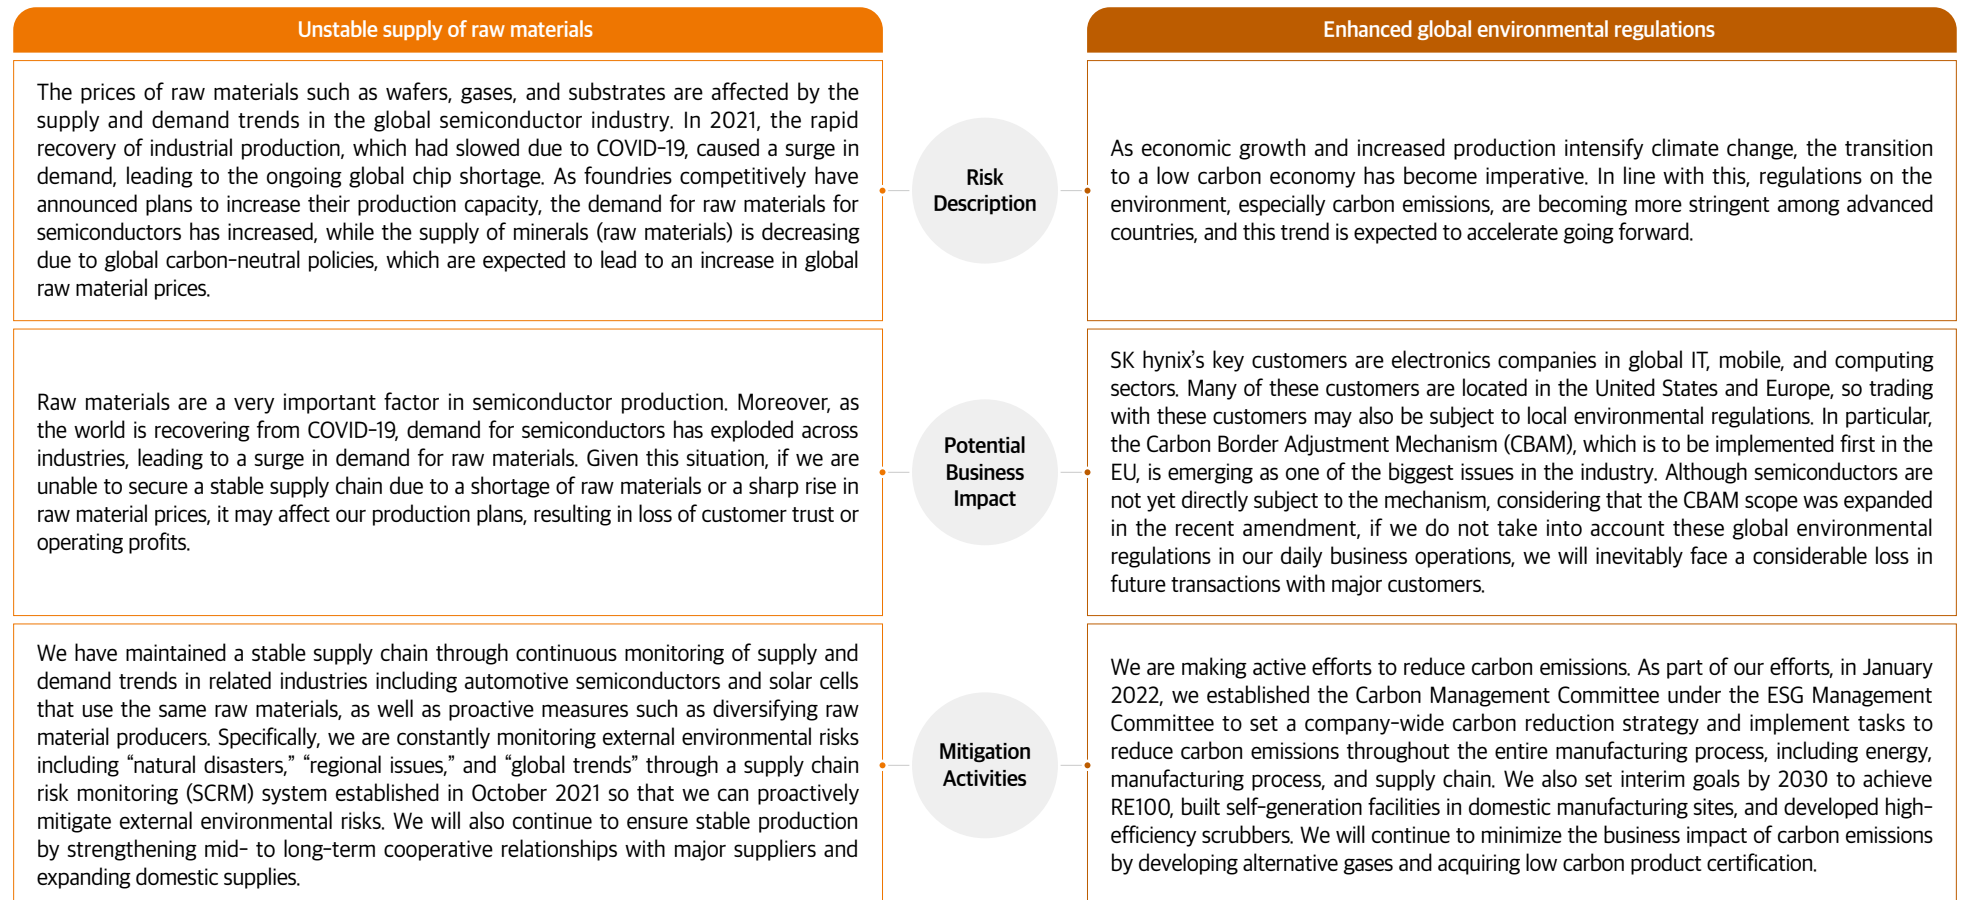 Unstable supply of raw materials
Enhanced global environmental regulations
The prices of raw materials such as wafers, gases, and substrates are affected by the
supply and demand trends in the global semiconductor industry. In 2021, the rapid
recovery of industrial production, which had slowed due to COVID-19, caused a surge in
demand, leading to the ongoing global chip shortage. As foundries competitively have
announced plans to increase their production capacity, the demand for raw materials for
semiconductors has increased, while the supply of minerals (raw materials) is decreasing
due to global carbon-neutral policies, which are expected to lead to an increase in global
raw material prices.
Risk
Description
As economic growth and increased production intensify climate change, the transition
to a low carbon economy has become imperative. In line with this, regulations on the
environment, especially carbon emissions, are becoming more stringent among advanced
countries, and this trend is expected to accelerate going forward.
Raw materials are a very important factor in semiconductor production. Moreover, as
the world is recovering from COVID-19, demand for semiconductors has exploded across
industries, leading to a surge in demand for raw materials. Given this situation, if we are
unable to secure a stable supply chain due to a shortage of raw materials or a sharp rise in
raw material prices, it may affect our production plans, resulting in loss of customer trust or
operating profits.
Potential
Business
Impact
SK hynix's key customers are electronics companies in global IT, mobile, and computing
sectors. Many of these customers are located in the United States and Europe, so trading
with these customers may also be subject to local environmental regulations. In particular,
the Carbon Border Adjustment Mechanism (CBAM), which is to be implemented first in the
EU, is emerging as one of the biggest issues in the industry. Although semiconductors are
not yet directly subject to the mechanism, considering that the CBAM scope was expanded
in the recent amendment, if we do not take into account these global environmental
regulations in our daily business operations, we will inevitably face a considerable loss in
future transactions with major customers.
We have maintained a stable supply chain through continuous monitoring of supply and
demand trends in related industries including automotive semiconductors and solar cells
that use the same raw materials, as well as proactive measures such as diversifying raw
material producers. Specifically, we are constantly monitoring external environmental risks
including “natural disasters,” “regional issues,” and “global trends” through a supply chain
risk monitoring (SCRM) system established in October 2021 so that we can proactively
mitigate external environmental risks. We will also continue to ensure stable production
by strengthening mid- to long-term cooperative relationships with major suppliers and
expanding domestic supplies.
Mitigation
Activities
We are making active efforts to reduce carbon emissions. As part of our efforts, in January
2022, we established the Carbon Management Committee under the ESG Management
Committee to set a company-wide carbon reduction strategy and implement tasks to
reduce carbon emissions throughout the entire manufacturing process, including energy,
manufacturing process, and supply chain. We also set interim goals by 2030 to achieve
RE100, built self-generation facilities in domestic manufacturing sites, and developed high-
efficiency scrubbers. We will continue to minimize the business impact of carbon emissions
by developing alternative gases and acquiring low carbon product certification.